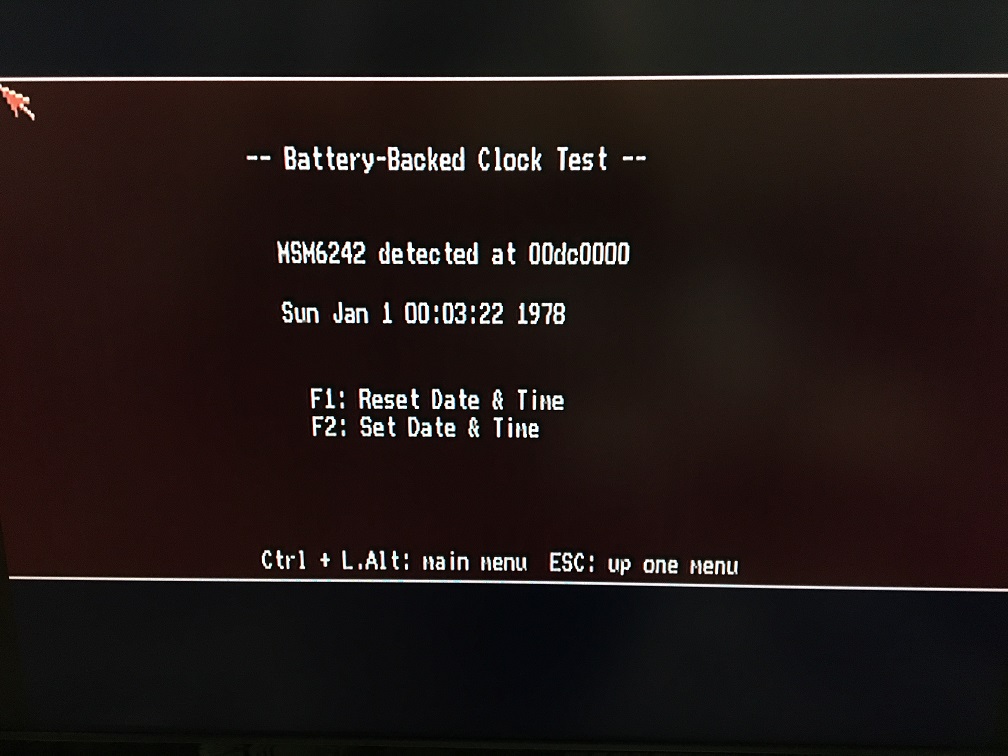 -- Battery-Backed Clock Test --
MSM6242 detected at 00dc0000
Sun Jan 1 00:03:22 1978
F1: Reset Date & Time
F2: Set Date & Time
Ctrl + L.Alt: main menu ESC: up one menu